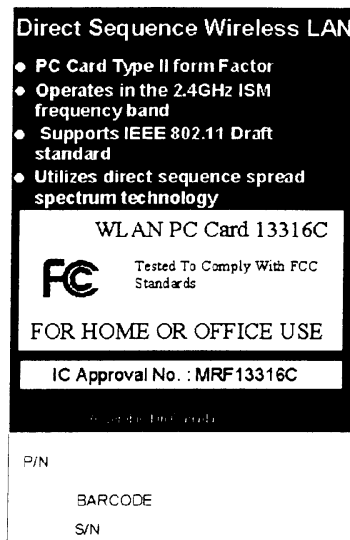 Direct Sequence Wireless LAN
● PC Card Type II form Factor
● Operates in the 2.4GHz ISM
frequency band
● Supports IEEE 802.11 Draft
standard
● Utilizes direct sequence spread
spectrum technology
WLAN PC Card 13316C
FC Tested To Comply With FCC
Standards
FOR HOME OR OFFICE USE
IC Approval No. : MRF13316C
P/N
BARCODE
S/N